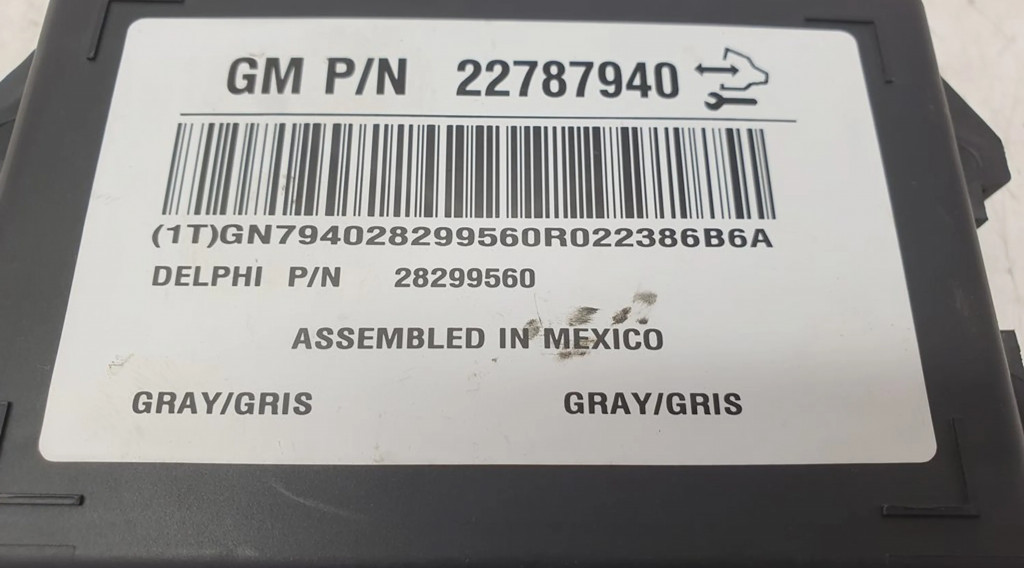 GM P/N 22787940
(1T)GN794028299560R022386B6A
DELPHI P/N 28299560
ASSEMBLED IN MEXICO
GRAY/GRIS GRAY/GRIS